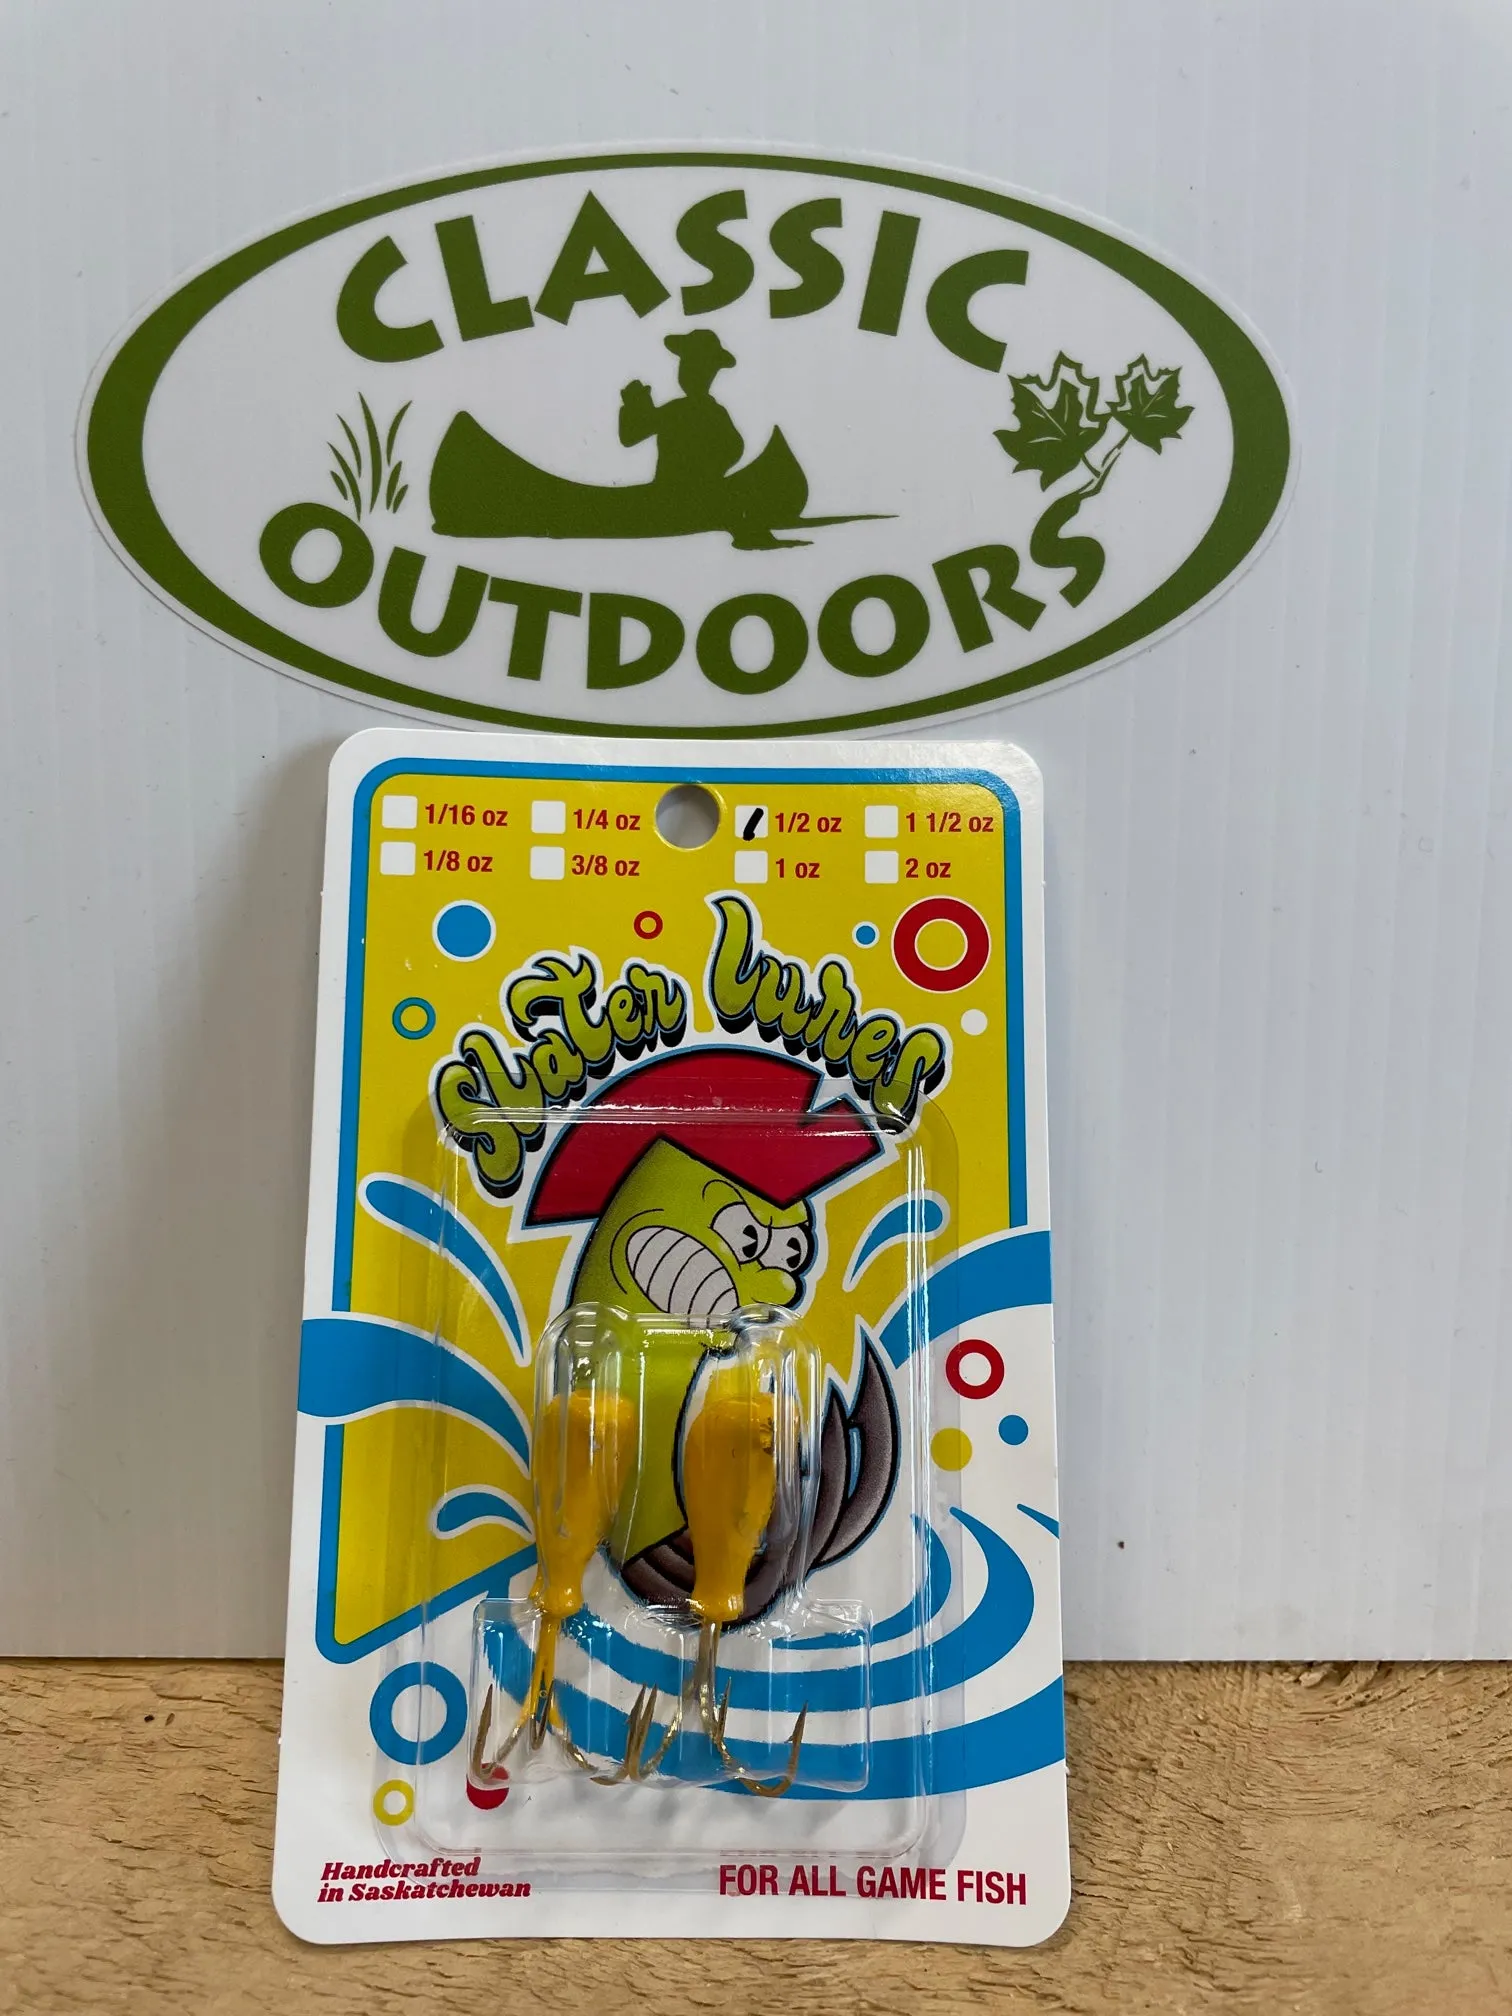 CLASSIC
OUTDOORS
1/16 oz 1/4 oz 1/2 oz 1 1/2 oz
1/8 oz 3/8 oz 1 oz 2 oz
Slater Lures
Handcrafted
in Saskatchewan
FOR ALL GAME FISH